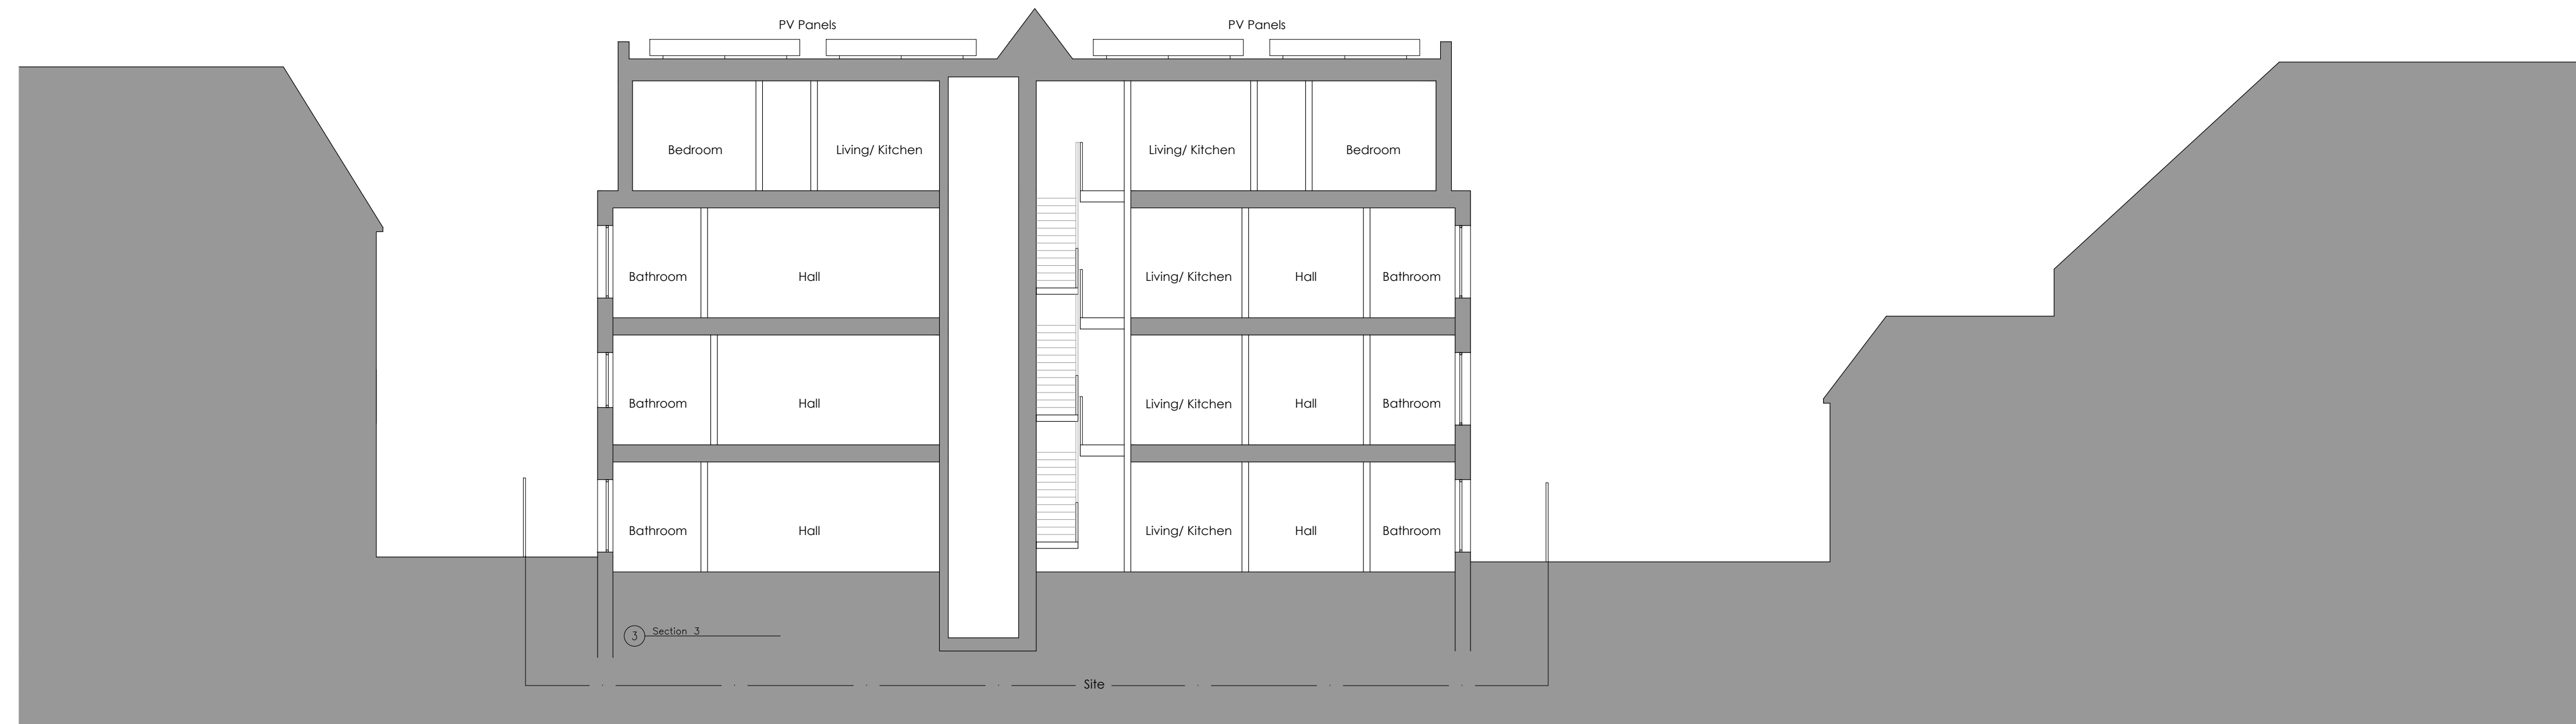 PV Panels
PV Panels
Bedroom
Living/ Kitchen
Living/ Kitchen
Bedroom
Bathroom
Hall
Living/ Kitchen
Hall
Bathroom
Bathroom
Hall
Living/ Kitchen
Hall
Bathroom
Bathroom
Hall
Living/ Kitchen
Hall
Bathroom
3
Section 3
Site